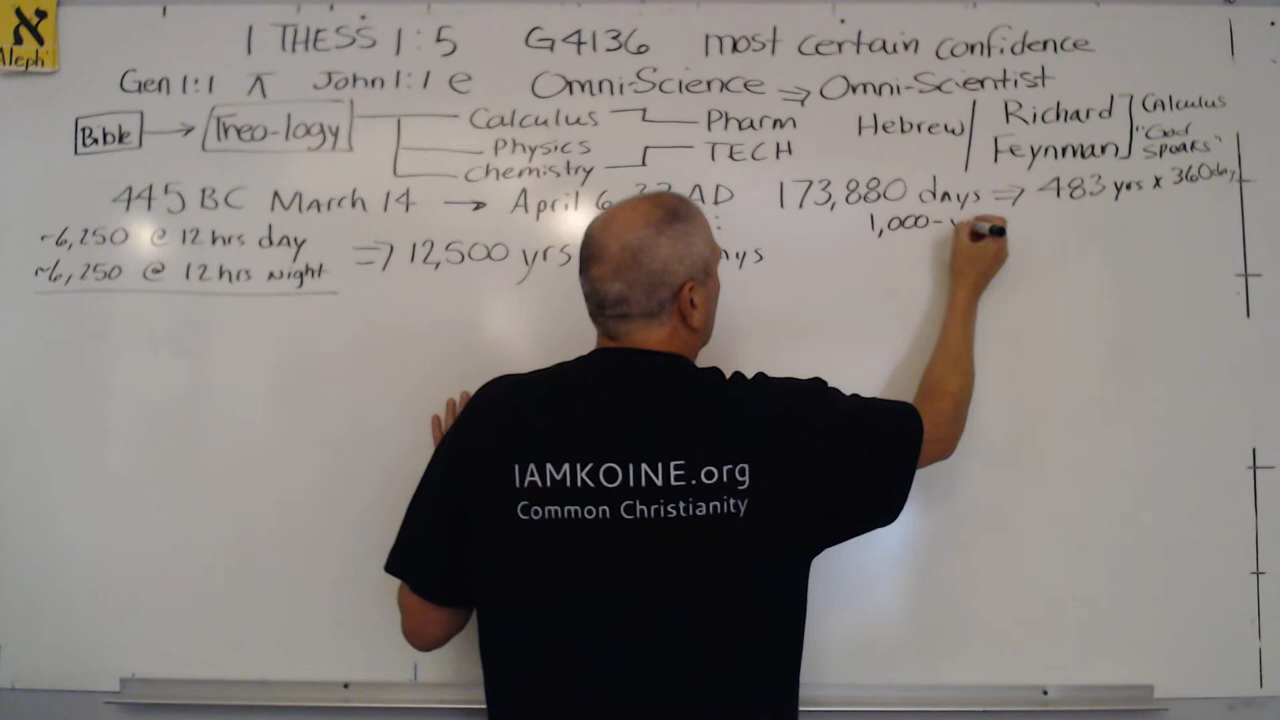 א
Aleph
1 THESS 1:5 G4136 most certain confidence
Gen 1:1 π John 1:1 e Omni-Science ⇒ Omni-Scientist
Bible → Theo-logy
Calculus
Physics
Chemistry
Pharm
TECH
Hebrew/
Richard
Feynman
Calculus
"God
Speaks"
445 BC March 14 → April 6 AD 173,880 days ⇒ 483 yrs x 360 day
1,000-
~6,250 @ 12 hrs day
~6,250 @ 12 hrs Night
⇒ 12,500 yrs
IAMKOINE.org
Common Christianity